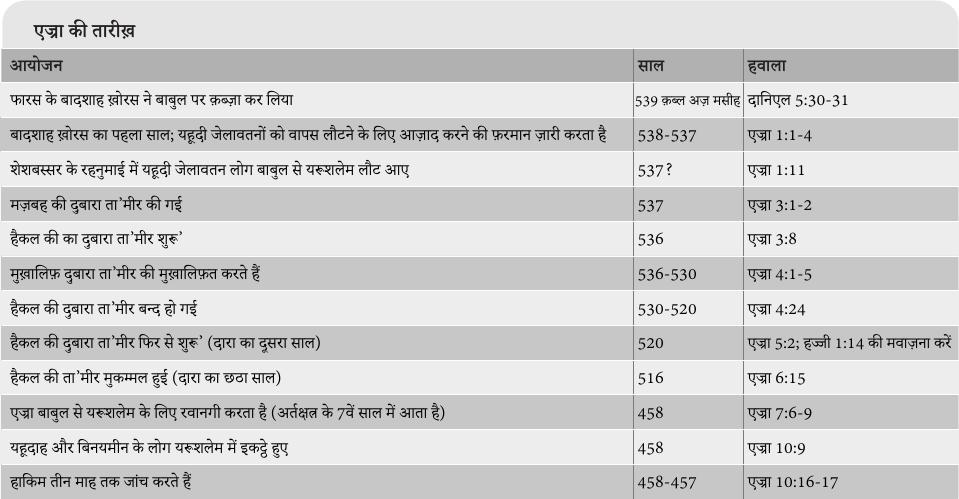 एज्रा की तारीख़
आयोजन साल हवाला
फारस के बादशाह ख़ोरस ने बाबुल पर क़ब्ज़ा कर लिया 539 क़ब्ल अज़ मसीह दानिएल 5:30-31
बादशाह ख़ोरस का पहला साल; यहूदी जेलावतनों को वापस लौटने के लिए आज़ाद करने की फ़रमान ज़ारी करता है 538-537 एज्रा 1:1-4
शेशबस्सर के रहनुमाई में यहूदी जेलावतन लोग बाबुल से यरूशलेम लौट आए 537? एज्रा 1:11
मज़बह की दुबारा ता’मीर की गई 537 एज्रा 3:1-2
हैकल की का दुबारा ता’मीर शुरू’ 536 एज्रा 3:8
मुख़ालिफ़ दुबारा ता’मीर की मुख़ालिफ़त करते हैं 536-530 एज्रा 4:1-5
हैकल की दुबारा ता’मीर बन्द हो गई 530-520 एज्रा 4:24
हैकल की दुबारा ता’मीर फिर से शुरू’ (दारा का दूसरा साल) 520 एज्रा 5:2; हज्जी 1:14 की मवाज़ना करें
हैकल की ता’मीर मुकम्मल हुई (दारा का छठा साल) 516 एज्रा 6:15
एज्रा बाबुल से यरूशलेम के लिए रवानगी करता है (अर्तक्षत्र के 7वें साल में आता है) 458 एज्रा 7:6-9
यहूदाह और बिनयमीन के लोग यरूशलेम में इकट्ठे हुए 458 एज्रा 10:9
हाकिम तीन माह तक जांच करते हैं 458-457 एज्रा 10:16-17